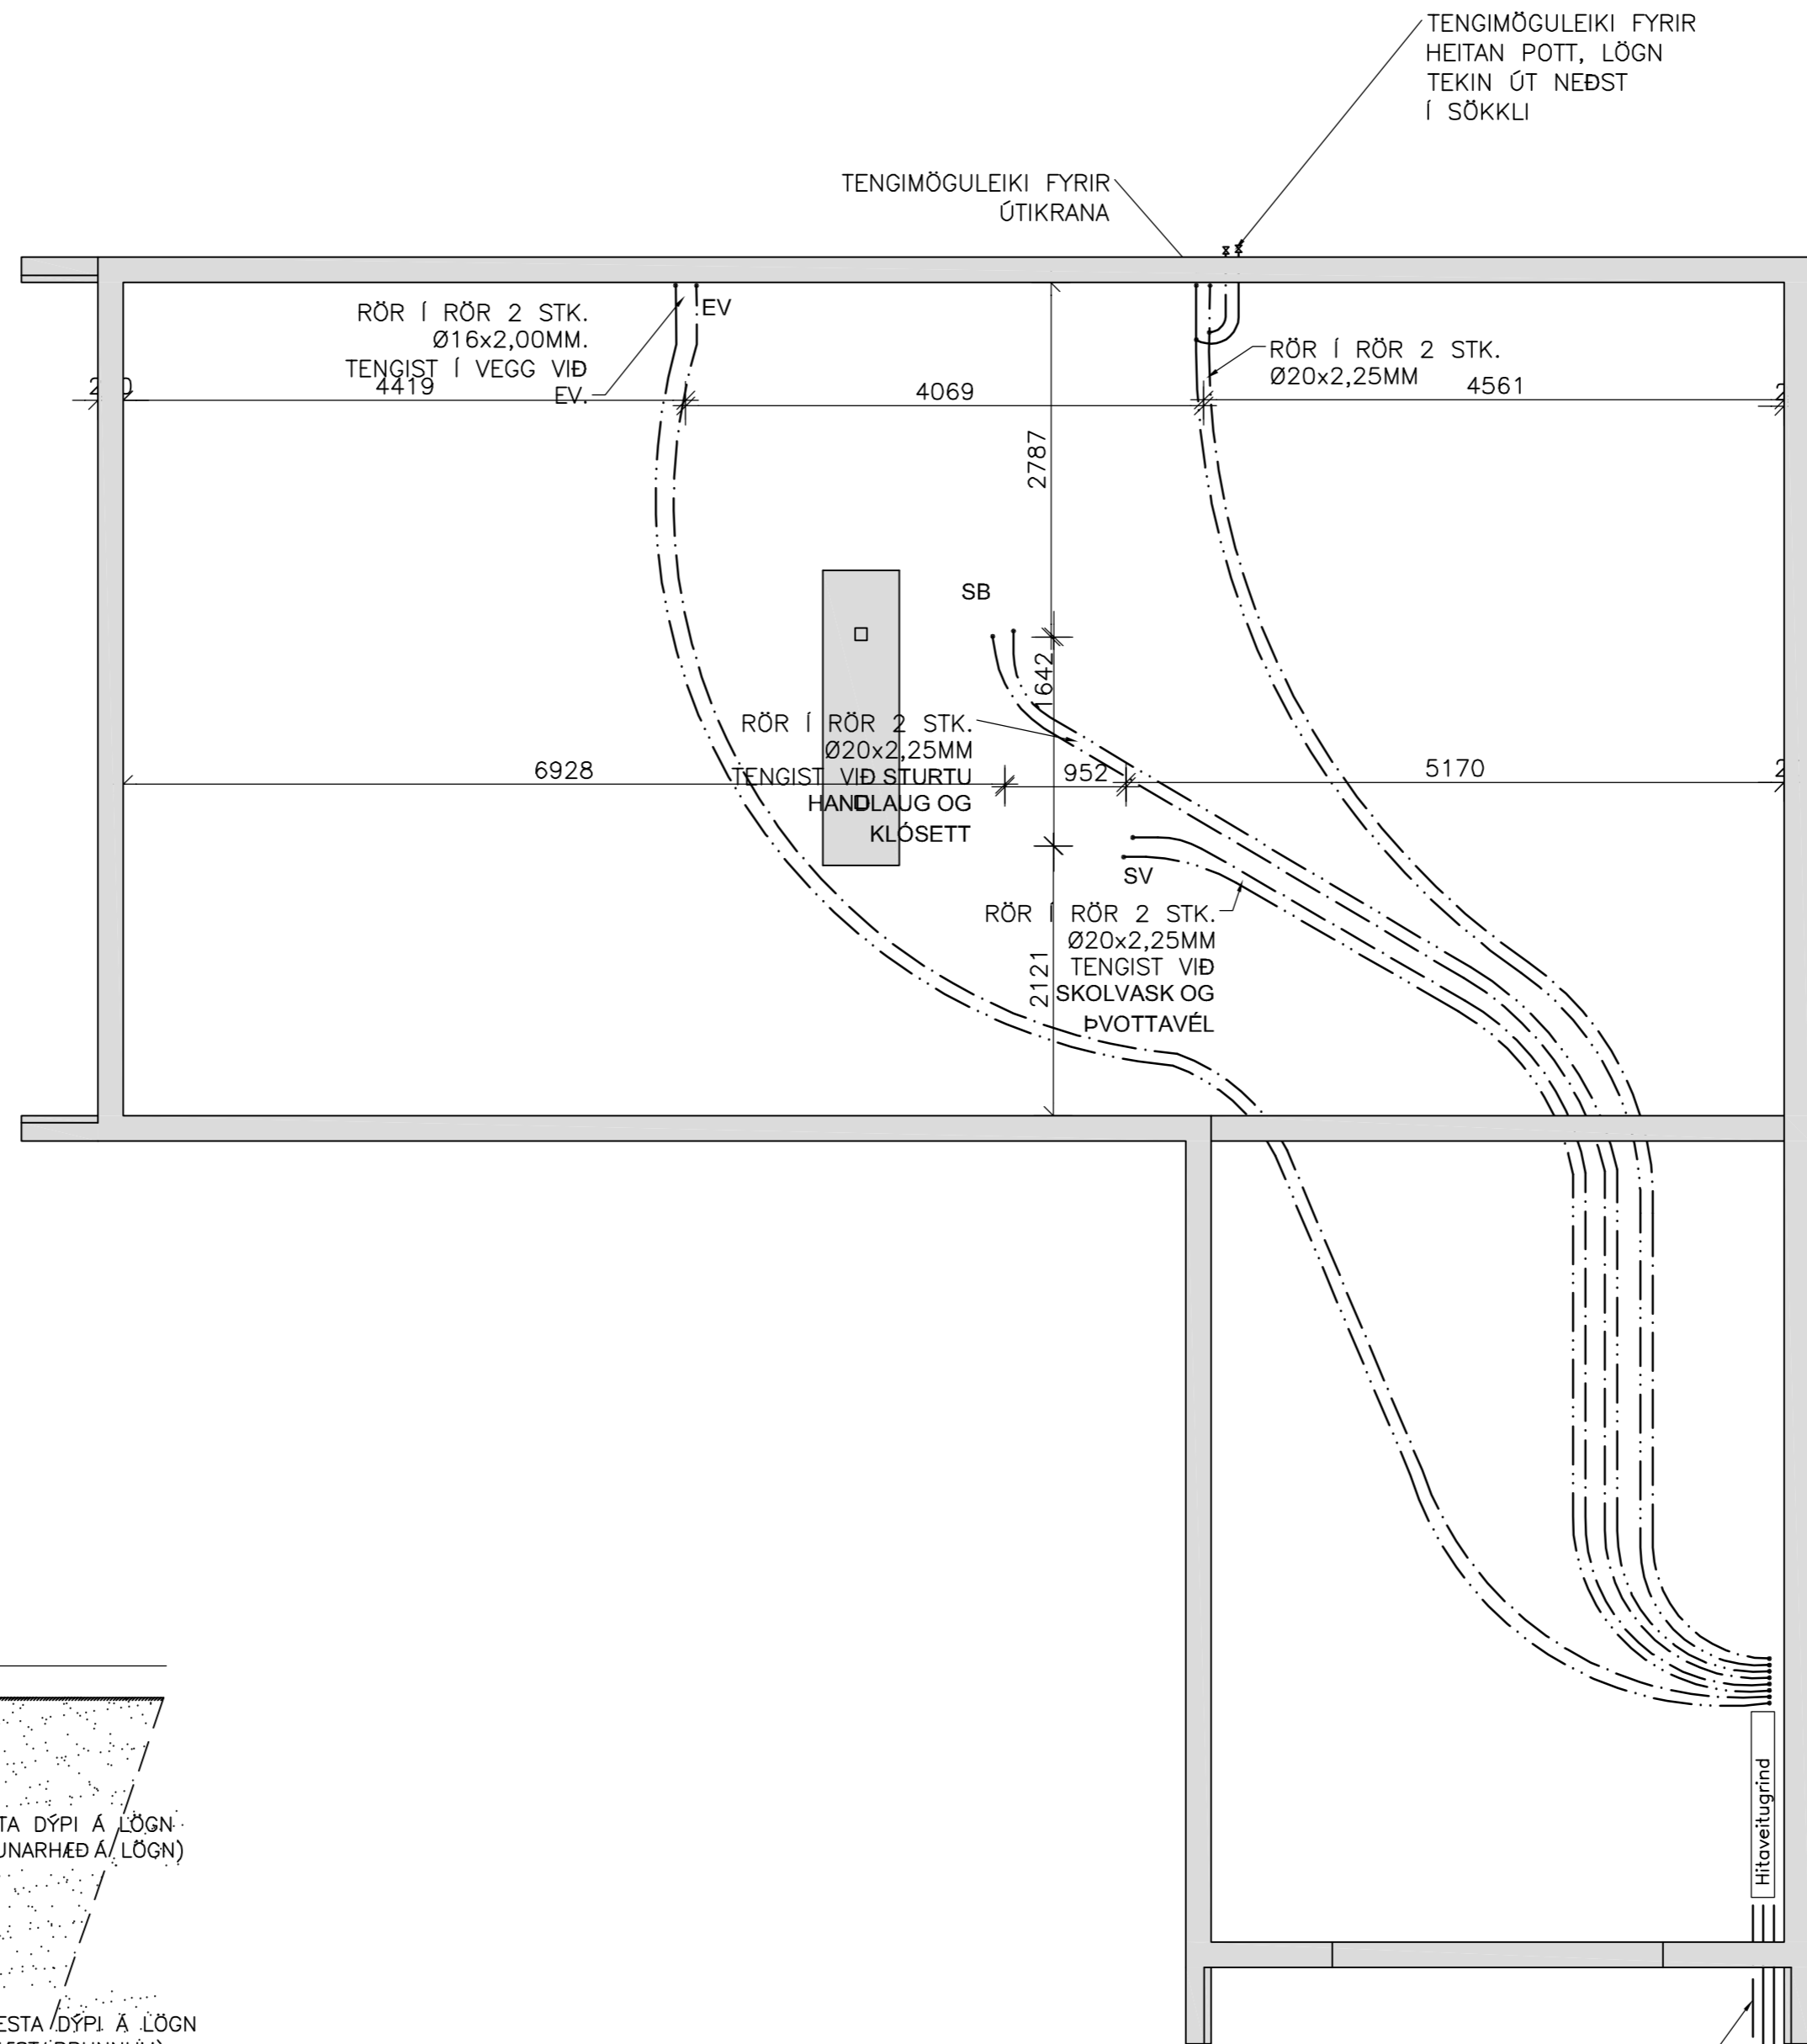 TENGIMÖGULEIKI FYRIR
HEITAN POTT, LÖGN
TEKIN ÚT NEÐST
Í SÖKKLI
TENGIMÖGULEIKI FYRIR
ÚTIKRANA
RÖR Í RÖR 2 STK.
Ø16x2,00MM.
TENGIST Í VEGG VIÐ
EV.
EV
RÖR Í RÖR 2 STK.
Ø20x2,25MM
4419
4069
4561
2787
SB
1642
RÖR Í RÖR 2 STK.
Ø20x2,25MM
TENGIST VIÐ STURTU
HANDLAUG OG
KLÓSETT
6928
952
5170
SV
RÖR Í RÖR 2 STK.
Ø20x2,25MM
TENGIST VIÐ
SKOLVASK OG
ÞVOTTAVÉL
2121
Hitaveitugrind
DÝPI Á LÖGN
Á LÖGN)
DÝPI Á LÖGN